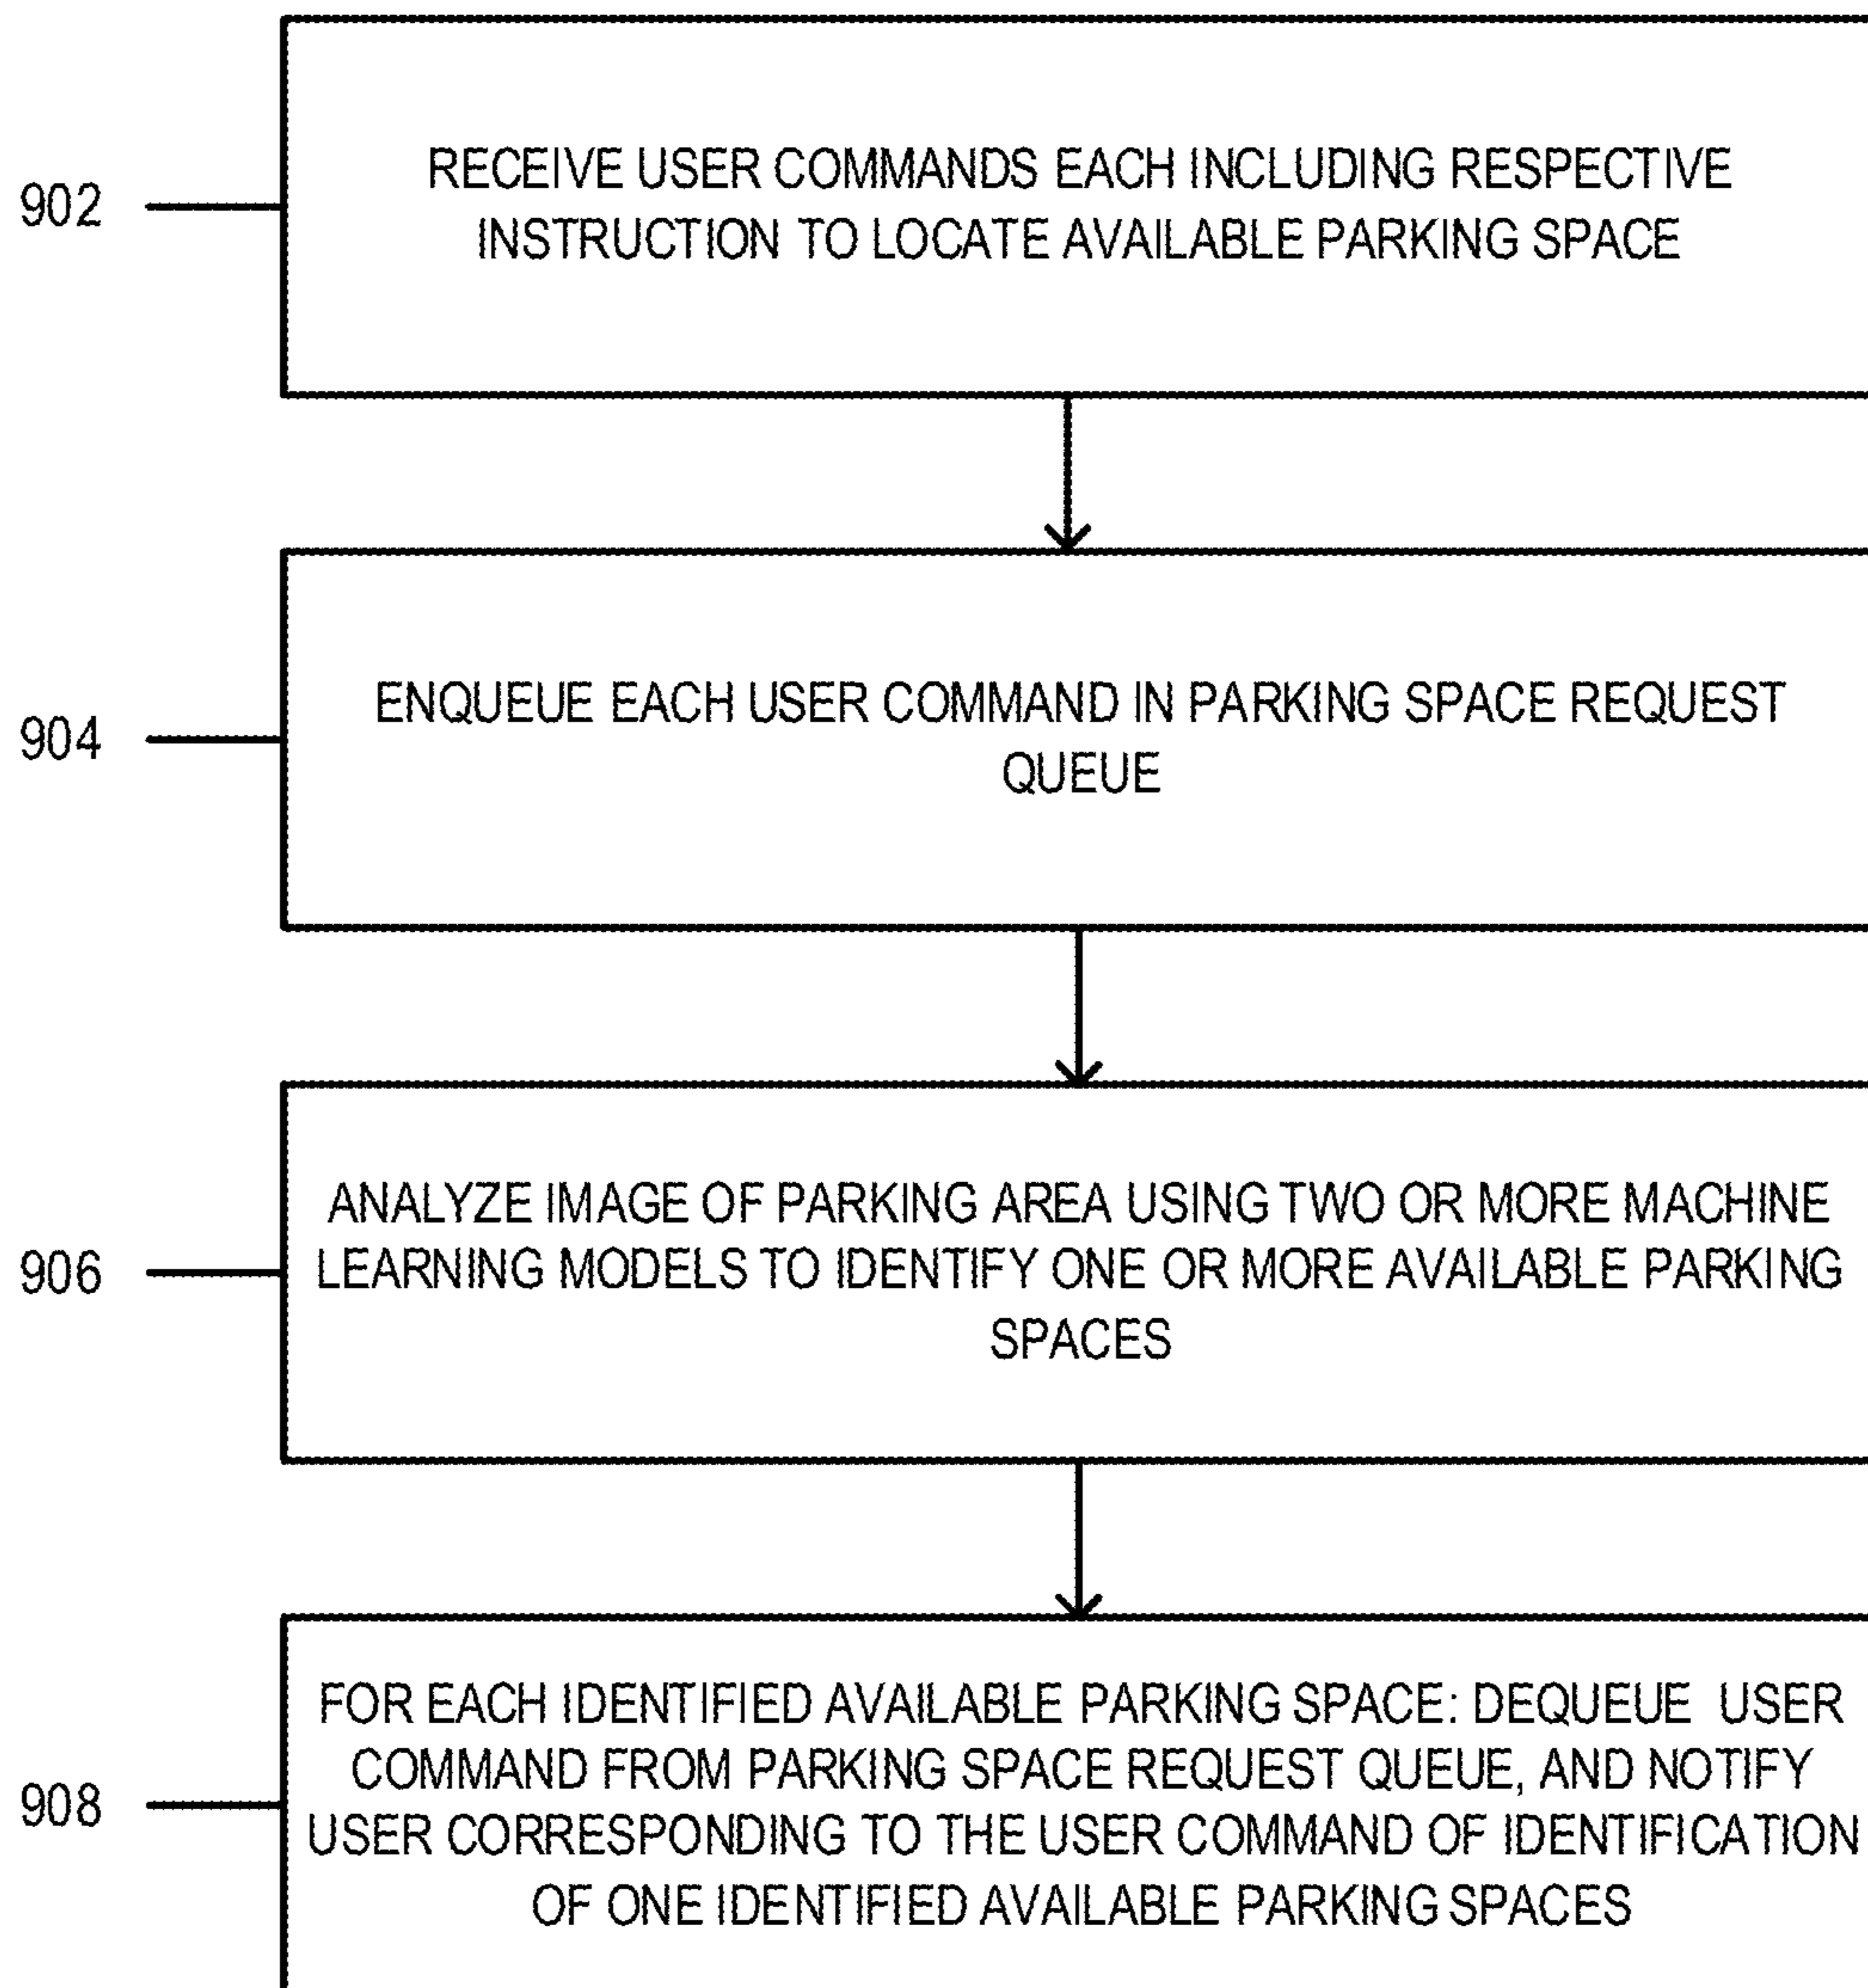 902
RECEIVE USER COMMANDS EACH INCLUDING RESPECTIVE
INSTRUCTION TO LOCATE AVAILABLE PARKING SPACE
904
ENQUEUE EACH USER COMMAND IN PARKING SPACE REQUEST
QUEUE
906
ANALYZE IMAGE OF PARKING AREA USING TWO OR MORE MACHINE
LEARNING MODELS TO IDENTIFY ONE OR MORE AVAILABLE PARKING
SPACES
908
FOR EACH IDENTIFIED AVAILABLE PARKING SPACE: DEQUEUE USER
COMMAND FROM PARKING SPACE REQUEST QUEUE, AND NOTIFY
USER CORRESPONDING TO THE USER COMMAND OF IDENTIFICATION
OF ONE IDENTIFIED AVAILABLE PARKING SPACES